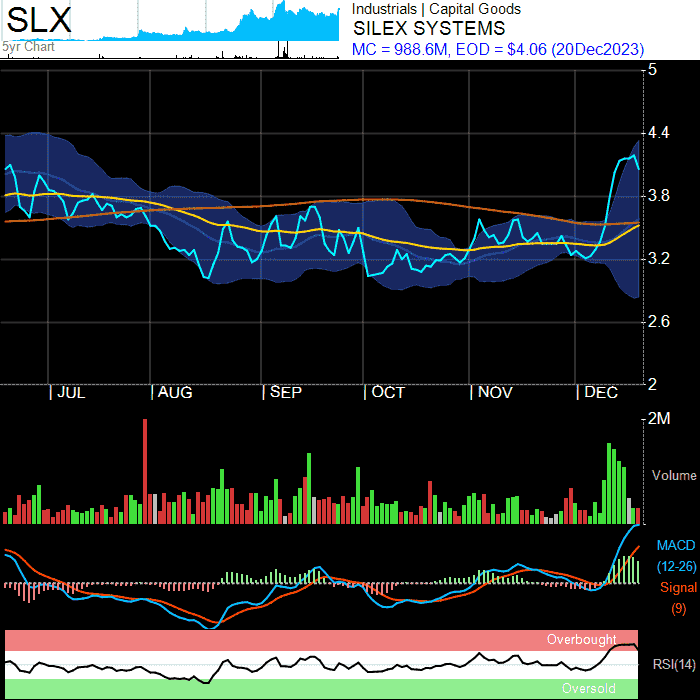 SLX
5yr Chart
Industrials | Capital Goods
SILEX SYSTEMS
MC = 988.6M, EOD = $4.06 (20Dec2023)
5
4.4
3.8
3.2
2.6
2
| JUL | AUG | SEP | OCT | NOV | DEC
2M
Volume
MACD
(12-26)
Signal
(9)
Overbought
RSI(14)
Oversold